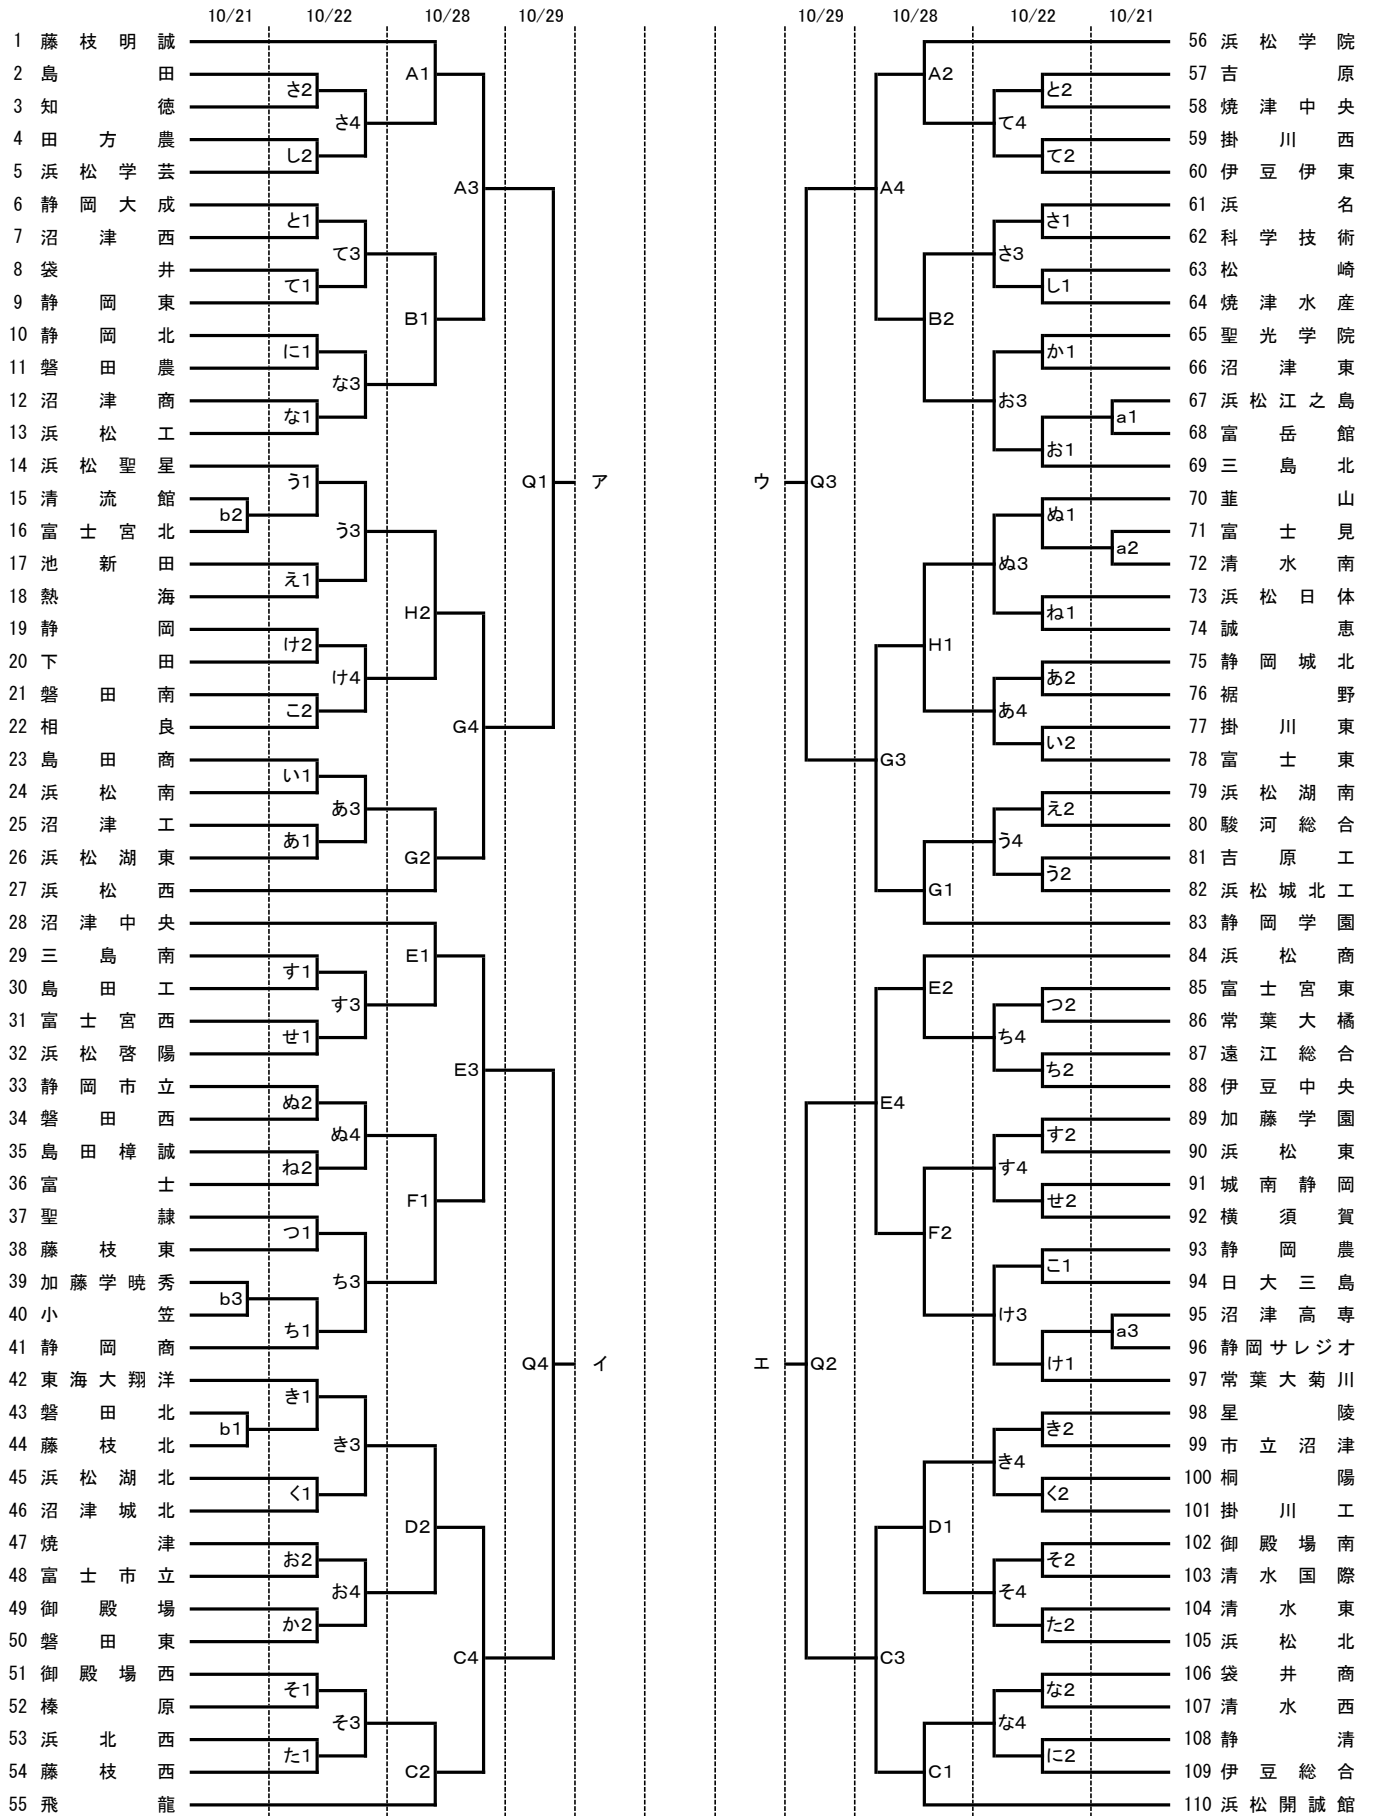 10/21 10/22 10/28 10/29 10/29 10/28 10/22 10/21
1 藤枝明誠 56 浜松学院
2 島田 A1 A2 57 吉原
さ2 と2
3 知徳 58 焼津中央
さ4 て4
4 田方農 59 掛川西
し2 て2
5 浜松学芸 60 伊豆伊東
A3 A4
6 静岡大成 61 浜名
と1 さ1
7 沼津西 62 科学技術
て3 さ3
8 袋井 63 松崎
て1 し1
9 静岡東 64 焼津水産
B1 B2
10 静岡北 65 聖光学院
に1 か1
11 磐田農 66 沼津東
な3
12 沼津商 お3 67 浜松江之島
な1 a1
13 浜松工 68 富岳館
お1
14 浜松聖星 69 三島北
う1 Q1 ア ウ Q3
15 清流館 70 韮山
b2 ぬ1
16 富士宮北 う3 71 富士見
a2
17 池新田 ぬ3 72 清水南
え1
18 熱海 73 浜松日体
H2 ね1
19 静岡 74 誠恵
け2 H1
20 下田 75 静岡城北
け4 あ2
21 磐田南 76 裾野
こ2 あ4
22 相良 G4 77 掛川東
い2
23 島田商 G3 78 富士東
い1
24 浜松南 79 浜松湖南
あ3 え2
25 沼津工 80 駿河総合
あ1 う4
26 浜松湖東 G2 81 吉原工
う2
27 浜松西 G1 82 浜松城北工
28 沼津中央 83 静岡学園
29 三島南 E1 84 浜松商
す1
30 島田工 E2 85 富士宮東
す3 つ2
31 富士宮西 86 常葉大橘
せ1 ち4
32 浜松啓陽 87 遠江総合
E3 ち2
33 静岡市立 88 伊豆中央
ぬ2 E4
34 磐田西 89 加藤学園
ぬ4 す2
35 島田樟誠 90 浜松東
ね2 す4
36 富士 91 城南静岡
F1 せ2
37 聖隷 92 横須賀
つ1 F2
38 藤枝東 93 静岡農
こ1
39 加藤学暁秀 ち3 94 日大三島
b3
40 小笠 け3 95 沼津高専
ち1 a3
41 静岡商 96 静岡サレジオ
Q4 イ エ Q2 け1
42 東海大翔洋 97 常葉大菊川
き1
43 磐田北 98 星陵
b1 き2
44 藤枝北 き3 99 市立沼津
き4
45 浜松湖北 100 桐陽
く1 く2
46 沼津城北 101 掛川工
D2 D1
47 焼津 102 御殿場南
お2 そ2
48 富士市立 103 清水国際
お4 そ4
49 御殿場 104 清水東
か2 た2
50 磐田東 105 浜松北
C4 C3
51 御殿場西 106 袋井商
そ1 な2
52 榛原 107 清水西
そ3 な4
53 浜北西 108 静清
た1 に2
54 藤枝西 C2 C1 109 伊豆総合
55 飛龍 110 浜松開誠館